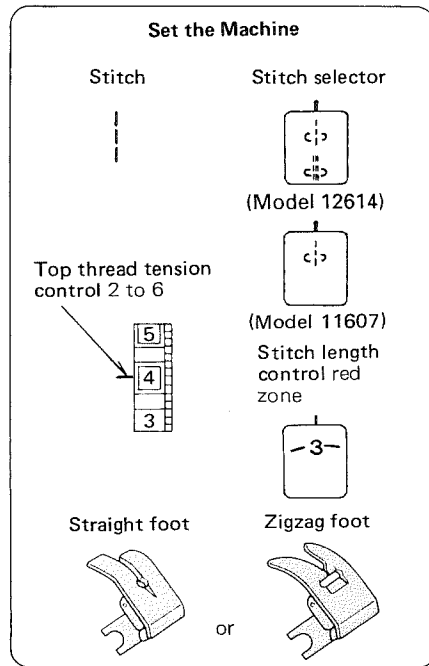 Set the Machine
Stitch
Stitch selector
(Model 12614)
(Model 11607)
Top thread tension
control 2 to 6
5
4
3
Stitch length
control red
zone
-3-
Straight foot
Zigzag foot
or